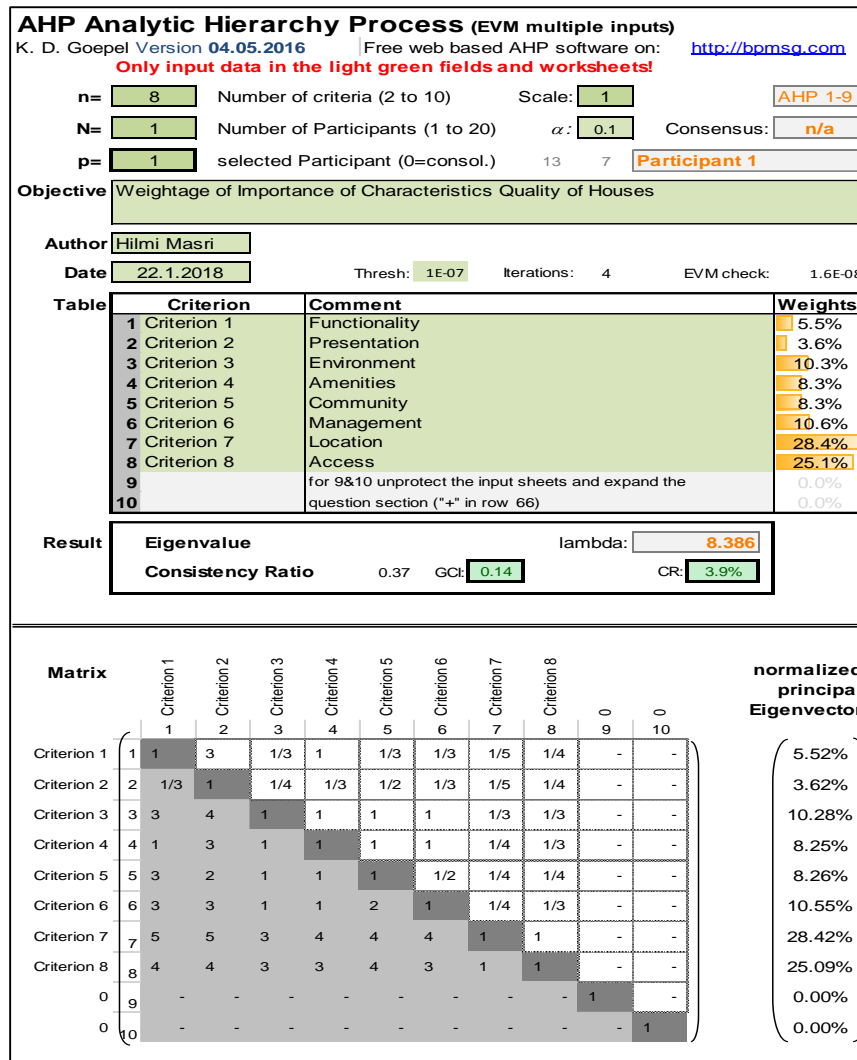 AHP Analytic Hierarchy Process (EVM multiple inputs)
K. D. Goepel Version 04.05.2016 Free web based AHP software on: http://bpmsg.com
Only input data in the light green fields and worksheets!
n= 8 Number of criteria (2 to 10) Scale: 1 AHP 1-9
N= 1 Number of Participants (1 to 20) α: 0.1 Consensus: n/a
p= 1 selected Participant (0=consol.) 13 7 Participant 1
Objective Weightage of Importance of Characteristics Quality of Houses
Author Hilmi Masri
Date 22.1.2018 Thresh: 1E-07 Iterations: 4 EVM check: 1.6E-08
Table Criterion Comment Weights
1 Criterion 1 Functionality 5.5%
2 Criterion 2 Presentation 3.6%
3 Criterion 3 Environment 10.3%
4 Criterion 4 Amenities 8.3%
5 Criterion 5 Community 8.3%
6 Criterion 6 Management 10.6%
7 Criterion 7 Location 28.4%
8 Criterion 8 Access 25.1%
9 for 9&10 unprotect the input sheets and expand the 0.0%
10 question section ("+" in row 66) 0.0%
Result Eigenvalue lambda: 8.386
Consistency Ratio 0.37 GCI: 0.14 CR: 3.9%
Matrix Criterion 1 Criterion 2 Criterion 3 Criterion 4 Criterion 5 Criterion 6 Criterion 7 Criterion 8 0 0 normalized
principa
Eigenvector
1 2 3 4 5 6 7 8 9 10
Criterion 1 1 1 3 1/3 1 1/3 1/3 1/5 1/4 - - 5.52%
Criterion 2 2 1/3 1 1/4 1/3 1/2 1/3 1/5 1/4 - - 3.62%
Criterion 3 3 3 4 1 1 1 1 1/3 1/3 - - 10.28%
Criterion 4 4 1 3 1 1 1 1 1/4 1/3 - - 8.25%
Criterion 5 5 3 2 1 1 1 1/2 1/4 1/4 - - 8.26%
Criterion 6 6 3 3 1 1 2 1 1/4 1/3 - - 10.55%
Criterion 7 7 5 5 3 4 4 4 1 1 - - 28.42%
Criterion 8 8 4 4 3 3 4 3 1 1 - - 25.09%
0 9 - - - - - - - - 1 - 0.00%
0 10 - - - - - - - - - 1 0.00%